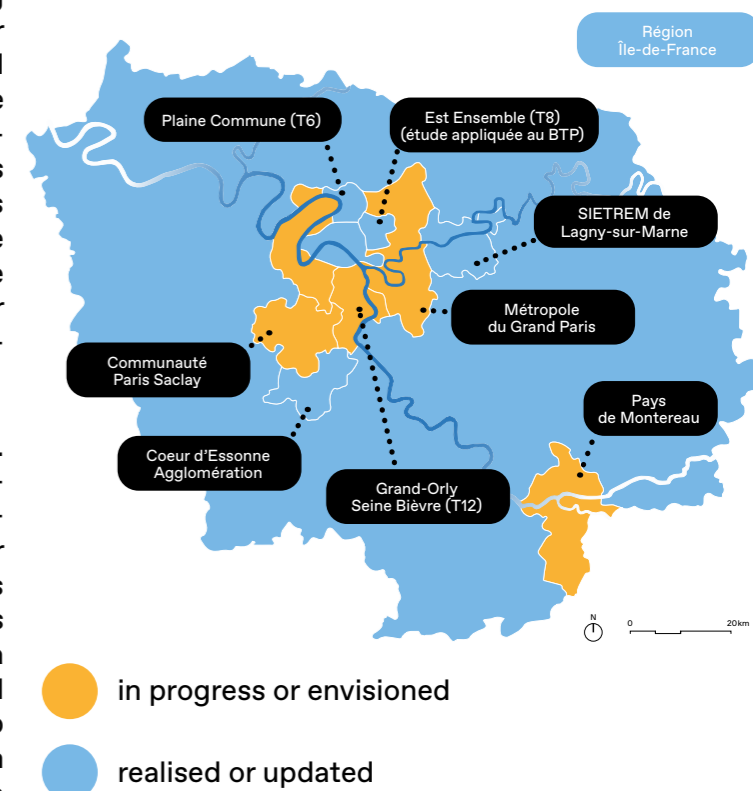 Région
Île-de-France
Plaine Commune (T6)
Est Ensemble (T8)
(étude appliquée au BTP)
SIETREM de
Lagny-sur-Marne
Métropole
du Grand Paris
Communauté
Paris Saclay
Pays
de Montereau
Coeur d'Essonne
Agglomération
Grand-Orly
Seine Bièvre (T12)
N
0
20km
in progress or envisioned
realised or updated